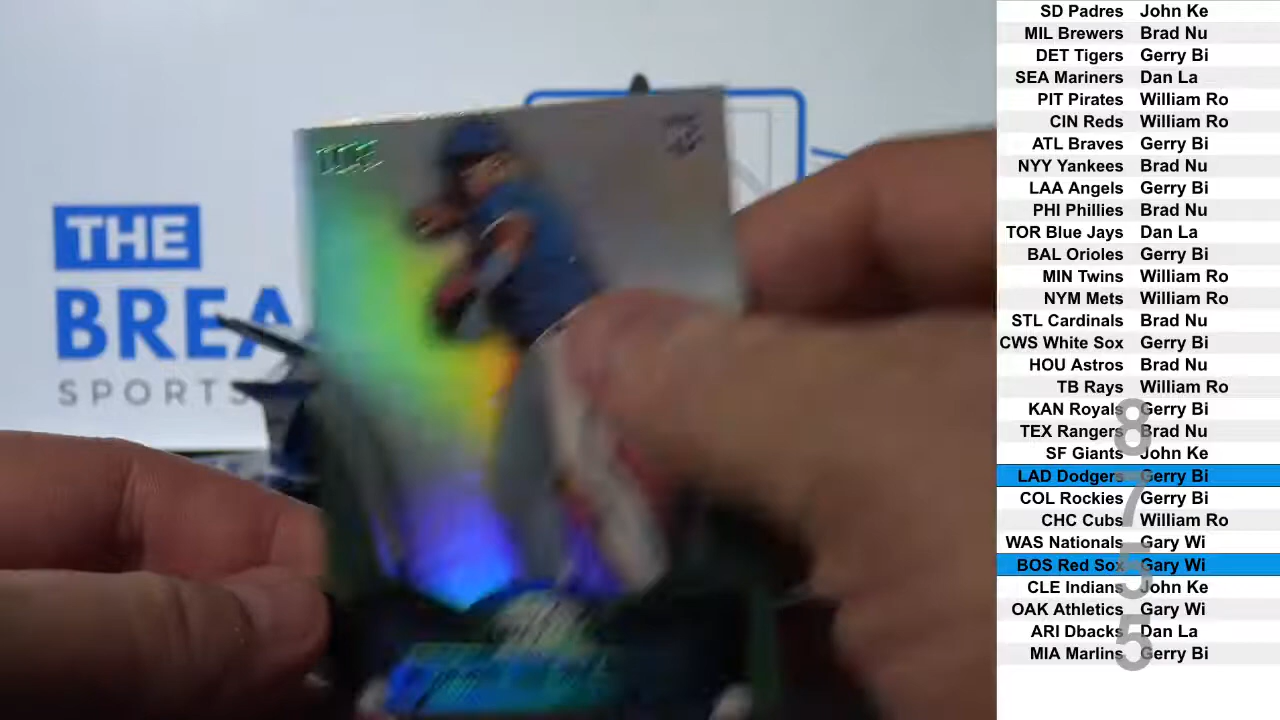 THE
BREA
SPORTS
SD Padres John Ke
MIL Brewers Brad Nu
DET Tigers Gerry Bi
SEA Mariners Dan La
PIT Pirates William Ro
CIN Reds William Ro
ATL Braves Gerry Bi
NYY Yankees Brad Nu
LAA Angels Gerry Bi
PHI Phillies Brad Nu
TOR Blue Jays Dan La
BAL Orioles Gerry Bi
MIN Twins William Ro
NYM Mets William Ro
STL Cardinals Brad Nu
CWS White Sox Gerry Bi
HOU Astros Brad Nu
TB Rays William Ro
KAN Royals Gerry Bi
8
TEX Rangers Brad Nu
SF Giants John Ke
LAD Dodgers Gerry Bi
7
COL Rockies Gerry Bi
CHC Cubs William Ro
WAS Nationals Gary Wi
BOS Red Sox Gary Wi
5
CLE Indians John Ke
OAK Athletics Gary Wi
ARI Dbacks Dan La
5
MIA Marlins Gerry Bi